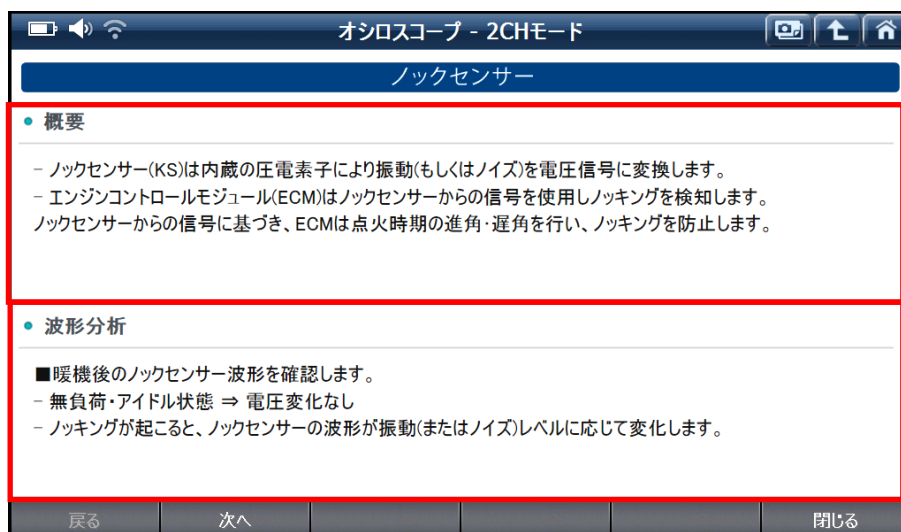 オシロスコープ - 2CHモード
ノックセンサー
概要
- ノックセンサー(KS)は内蔵の圧電素子により振動(もしくはノイズ)を電圧信号に変換します。
- エンジンコントロールモジュール(ECM)はノックセンサーからの信号を使用しノッキングを検知します。
ノックセンサーからの信号に基づき、ECMは点火時期の進角·遅角を行い、ノッキングを防止します。
波形分析
■暖機後のノックセンサー波形を確認します。
- 無負荷・アイドル状態 ⇒ 電圧変化なし
- ノッキングが起こると、ノックセンサーの波形が振動(またはノイズ)レベルに応じて変化します。
戻る 次へ 閉じる